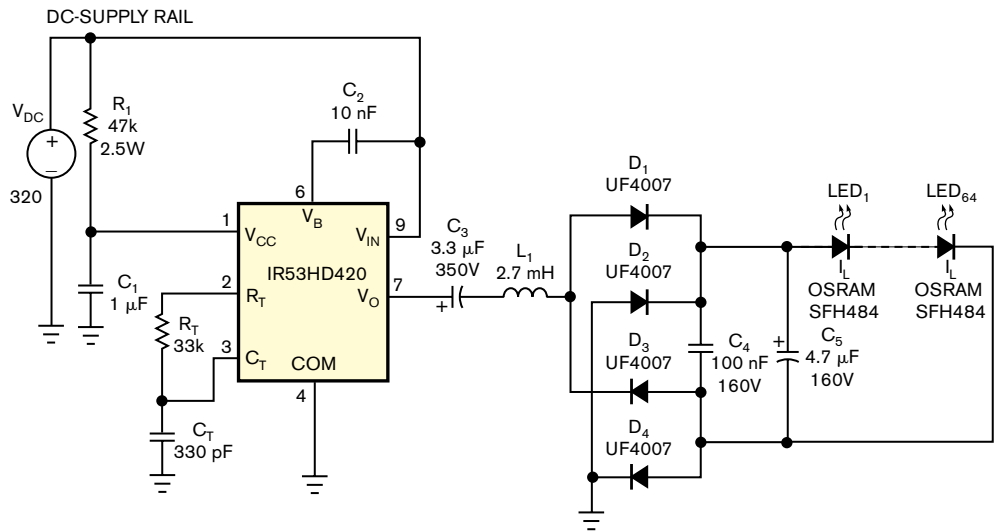 DC-SUPPLY RAIL
V_DC
+
−
320
R1
47k
2.5W
C1
1 µF
C2
10 nF
6
V_B
1
V_CC
V_IN
9
IR53HD420
2
R_T
V_O
7
3
C_T
COM
4
R_T
33k
C_T
330 pF
C3
3.3 µF
350V
+
L1
2.7 mH
D1
UF4007
D2
UF4007
D3
UF4007
D4
UF4007
C4
100 nF
160V
+
C5
4.7 µF
160V
LED1
I_L
OSRAM
SFH484
LED64
I_L
OSRAM
SFH484